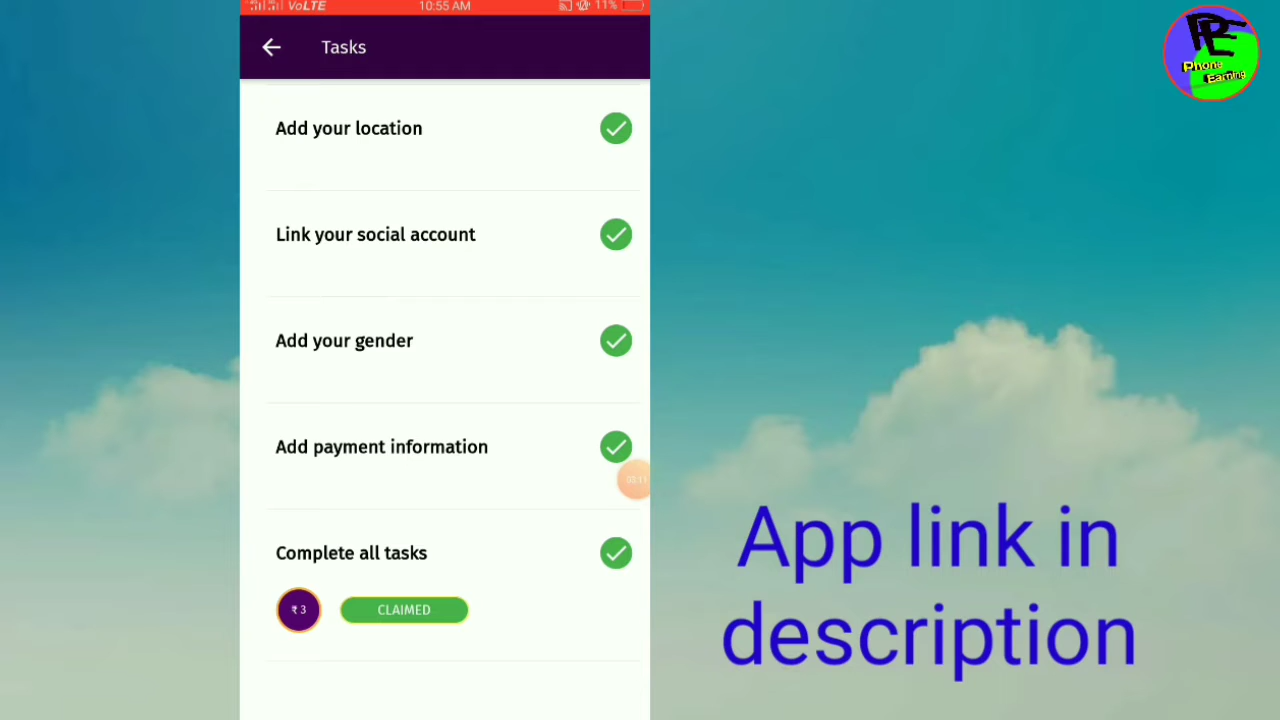 VoLTE 10:55 AM 11%
Tasks
Add your location
Link your social account
Add your gender
Add payment information
Complete all tasks
₹ 3 CLAIMED
App link in
description
PE
Phone
Earning